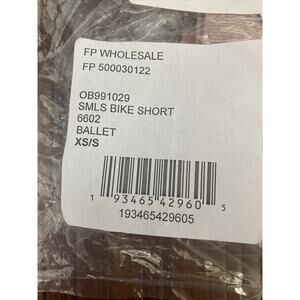 FP WHOLESALE
FP 500030122
OB991029
SMLS BIKE SHORT
6602
BALLET
XS/S
1 93465 42960 5
193465429605